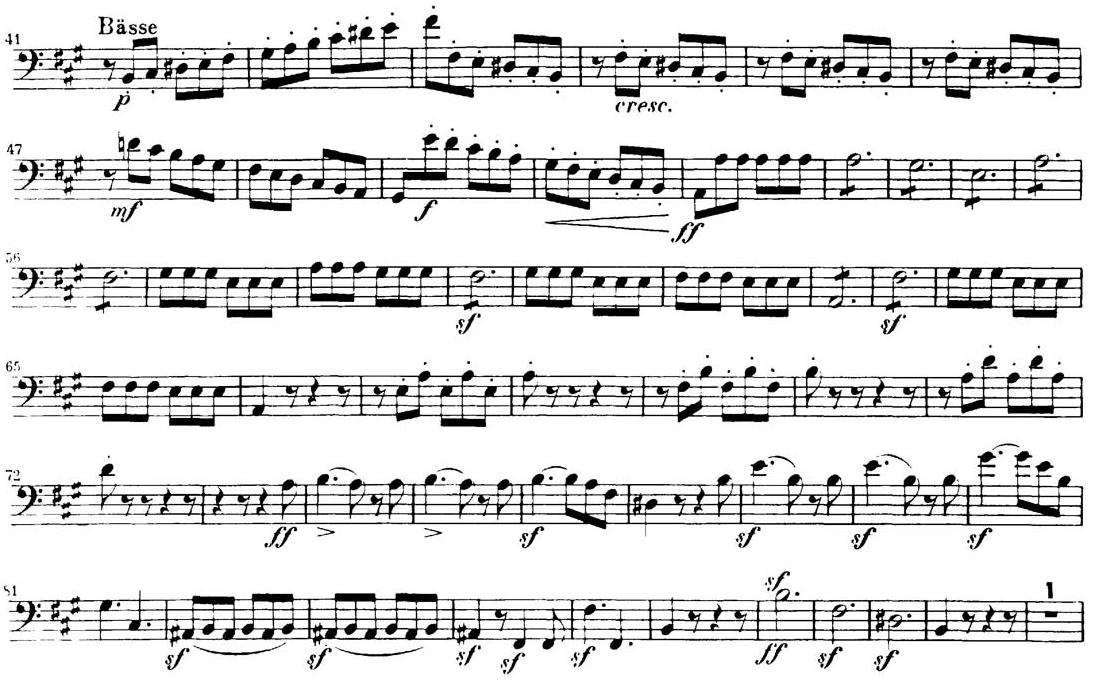 Bässe
41
p cresc.
47
mf f ff
56
sf sf
65
72
ff sf sf sf sf
sf
81
sf sf sf sf sf ff sf sf
1